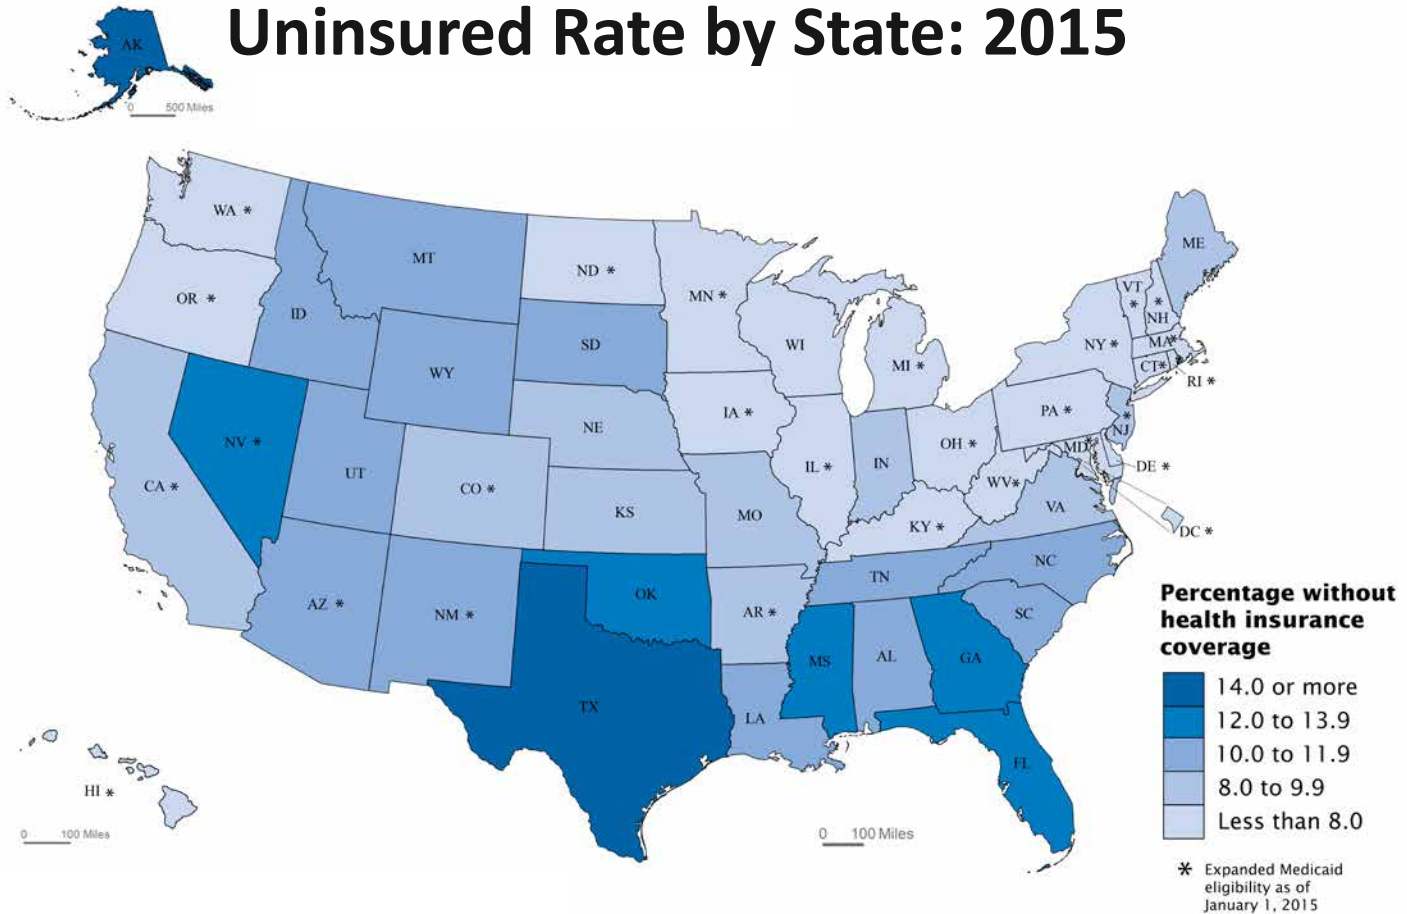 Uninsured Rate by State: 2015
AK
0 500 Miles
WA *
MT
ND *
MN *
ME
VT
*
*
NH
OR *
ID
SD
WI
MI *
NY *
MA*
CT*
RI *
WY
NE
IA *
PA *
*
NJ
NV *
UT
CO *
KS
MO
IL *
IN
OH *
WV*
MD*
DE *
DC *
VA
KY *
CA *
AZ *
NM *
OK
AR *
TN
NC
SC
MS
AL
GA
TX
LA
FL
HI *
0 100 Miles
0 100 Miles
Percentage without
health insurance
coverage
14.0 or more
12.0 to 13.9
10.0 to 11.9
8.0 to 9.9
Less than 8.0
* Expanded Medicaid
eligibility as of
January 1, 2015